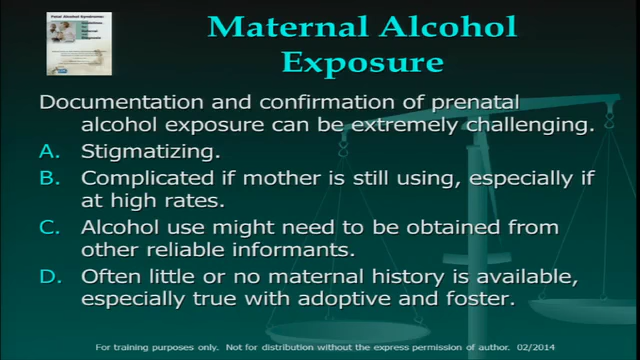 Fetal Alcohol Syndrome:
Maternal Alcohol
Exposure
Documentation and confirmation of prenatal
alcohol exposure can be extremely challenging.
A. Stigmatizing.
B. Complicated if mother is still using, especially if
at high rates.
C. Alcohol use might need to be obtained from
other reliable informants.
D. Often little or no maternal history is available,
especially true with adoptive and foster.
For training purposes only. Not for distribution without the express permission of author. 02/2014